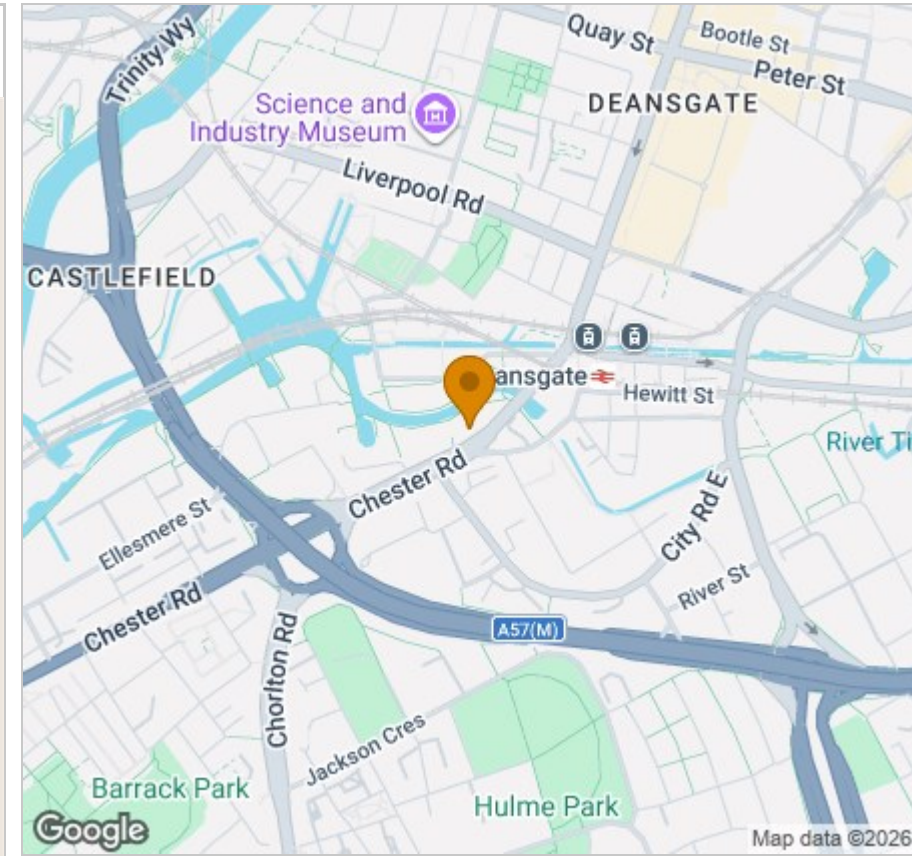 Quay St
Bootle St
Peter St
Trinity Wy
Science and
Industry Museum
DEANSGATE
Liverpool Rd
CASTLEFIELD
ansgate
Hewitt St
River Ti
Chester Rd
City Rd E
Ellesmere St
River St
Chester Rd
A57(M)
Chorlton Rd
Jackson Cres
Barrack Park
Hulme Park
Google
Map data ©2026